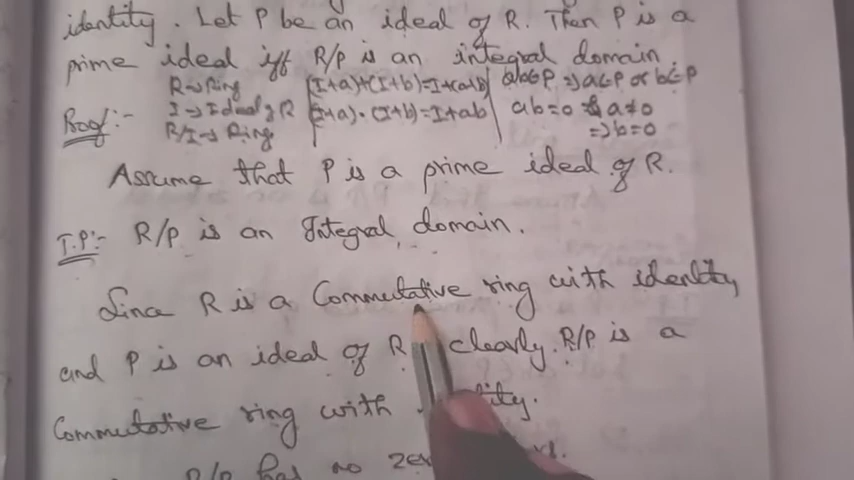 identity. Let P be an ideal of R. Then P is a
prime ideal iff R/P is an integral domain.
R→Ring (I+a)+(I+b)=I+(a+b) ab∈P ⇒a∈P or b∈P
Proof:- I→Ideal of R (I+a)·(I+b)=I+ab ab=0 & a≠0
R/I→Ring ⇒b=0
Assume that P is a prime ideal of R.
T.P:- R/P is an Integral domain.
Since R is a Commutative ring with identity
and P is an ideal of R clearly R/P is a
Commutative ring with
R/P has no